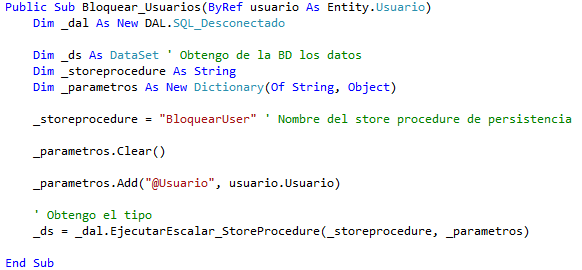 Public Sub Bloquear_Usuarios(ByRef usuario As Entity.Usuario)
Dim _dal As New DAL.SQL_Desconectado
Dim _ds As DataSet ' Obtengo de la BD los datos
Dim _storeprocedure As String
Dim _parametros As New Dictionary(Of String, Object)
_storeprocedure = "BloquearUser" ' Nombre del store procedure de persistencia
_parametros.Clear()
_parametros.Add("@Usuario", usuario.Usuario)
' Obtengo el tipo
_ds = _dal.EjecutarEscalar_StoreProcedure(_storeprocedure, _parametros)
End Sub